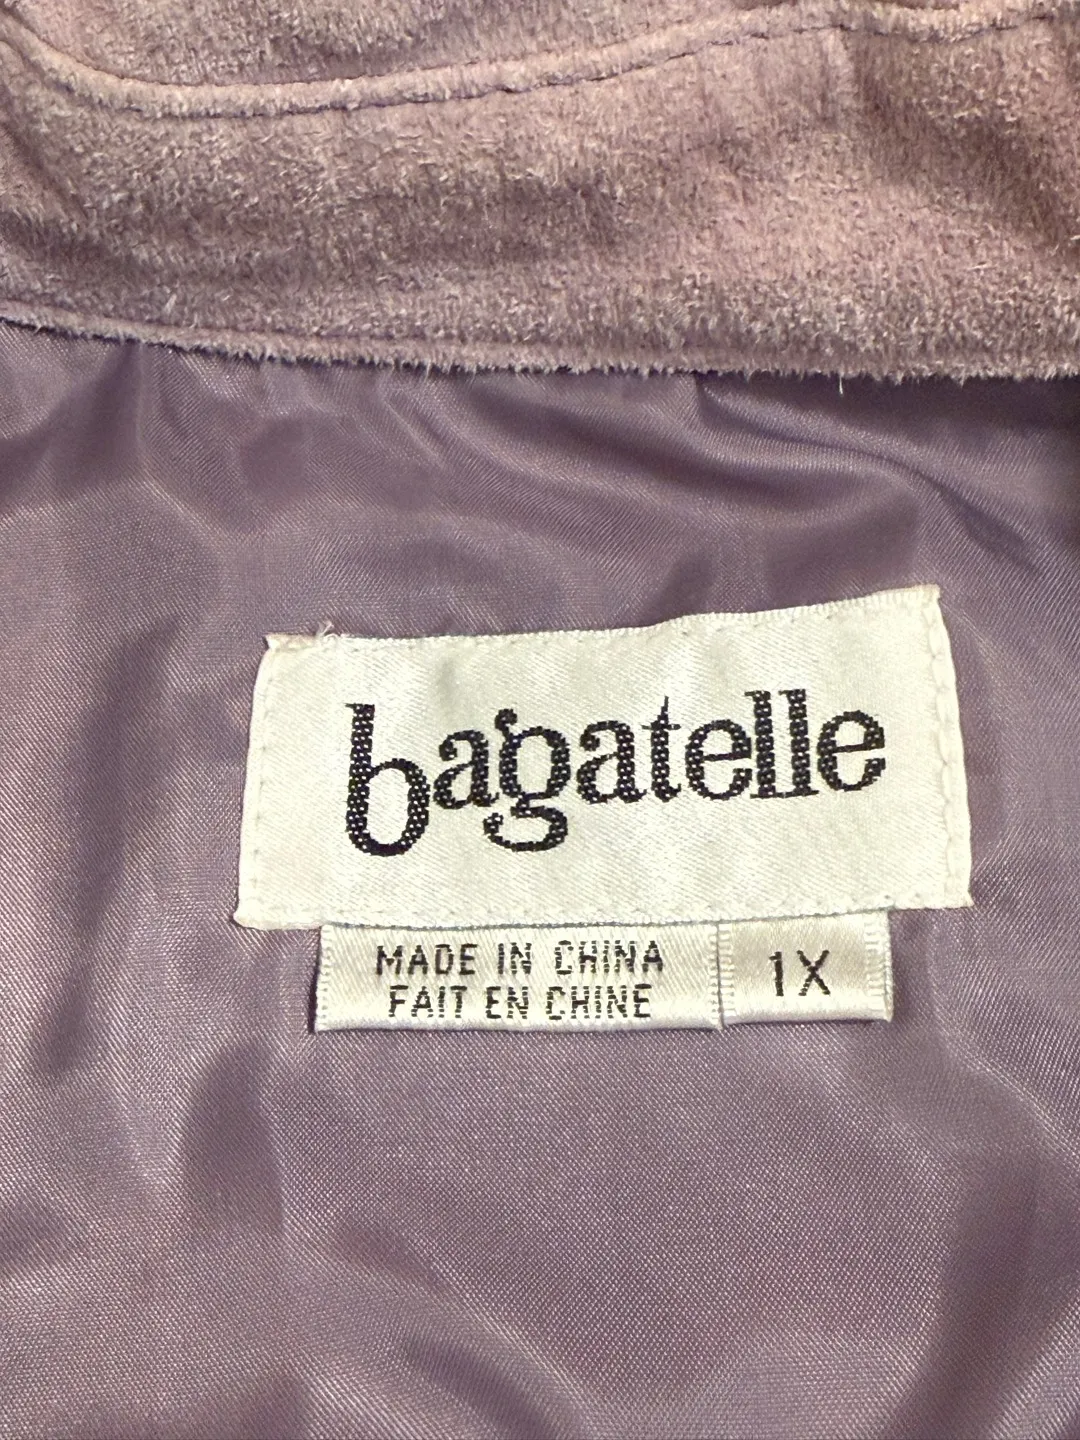 bagatelle
MADE IN CHINA
FAIT EN CHINE
1X